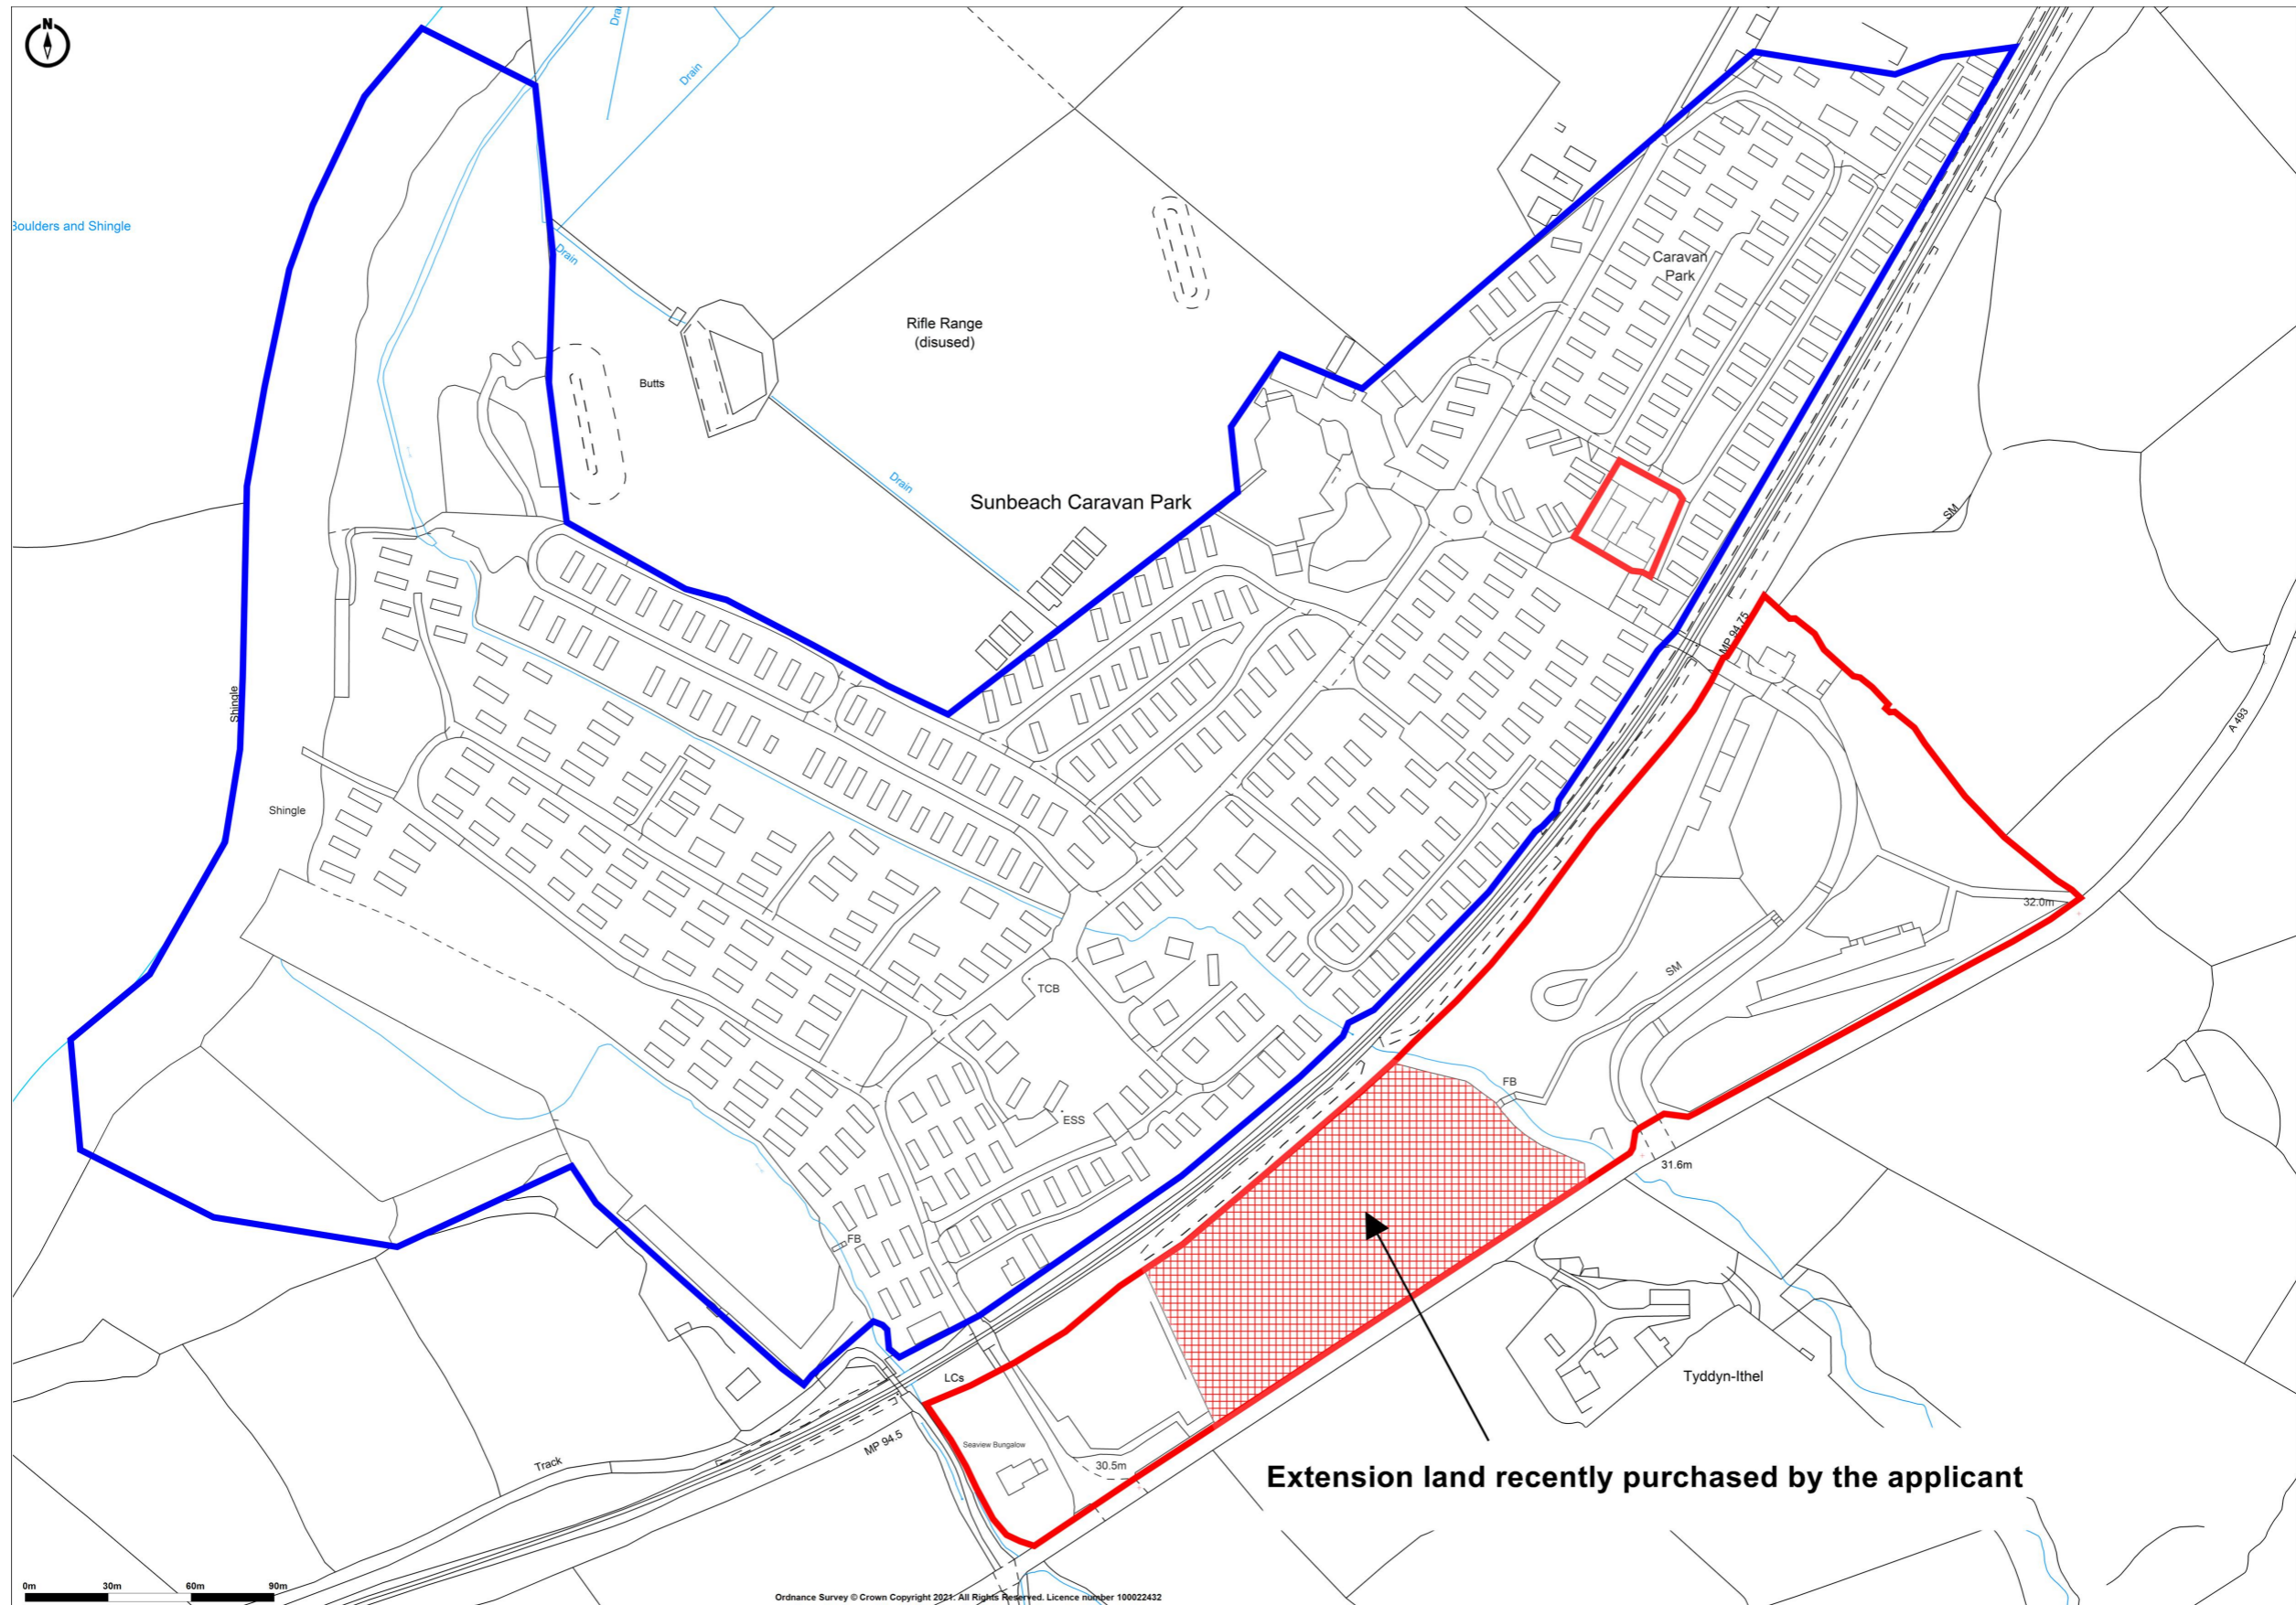 N
Drain
Drain
Boulders and Shingle
Drain
Caravan
Park
Rifle Range
(disused)
Butts
Drain
Sunbeach Caravan Park
SM
MP 94.75
Shingle
A 493
Shingle
32.0m
SM
TCB
FB
ESS
31.6m
FB
LCs
Tyddyn-Ithel
Seaview Bungalow
MP 94.5
Track
30.5m
Extension land recently purchased by the applicant
0m 30m 60m 90m
Ordnance Survey © Crown Copyright 2021. All Rights Reserved. Licence number 100022432